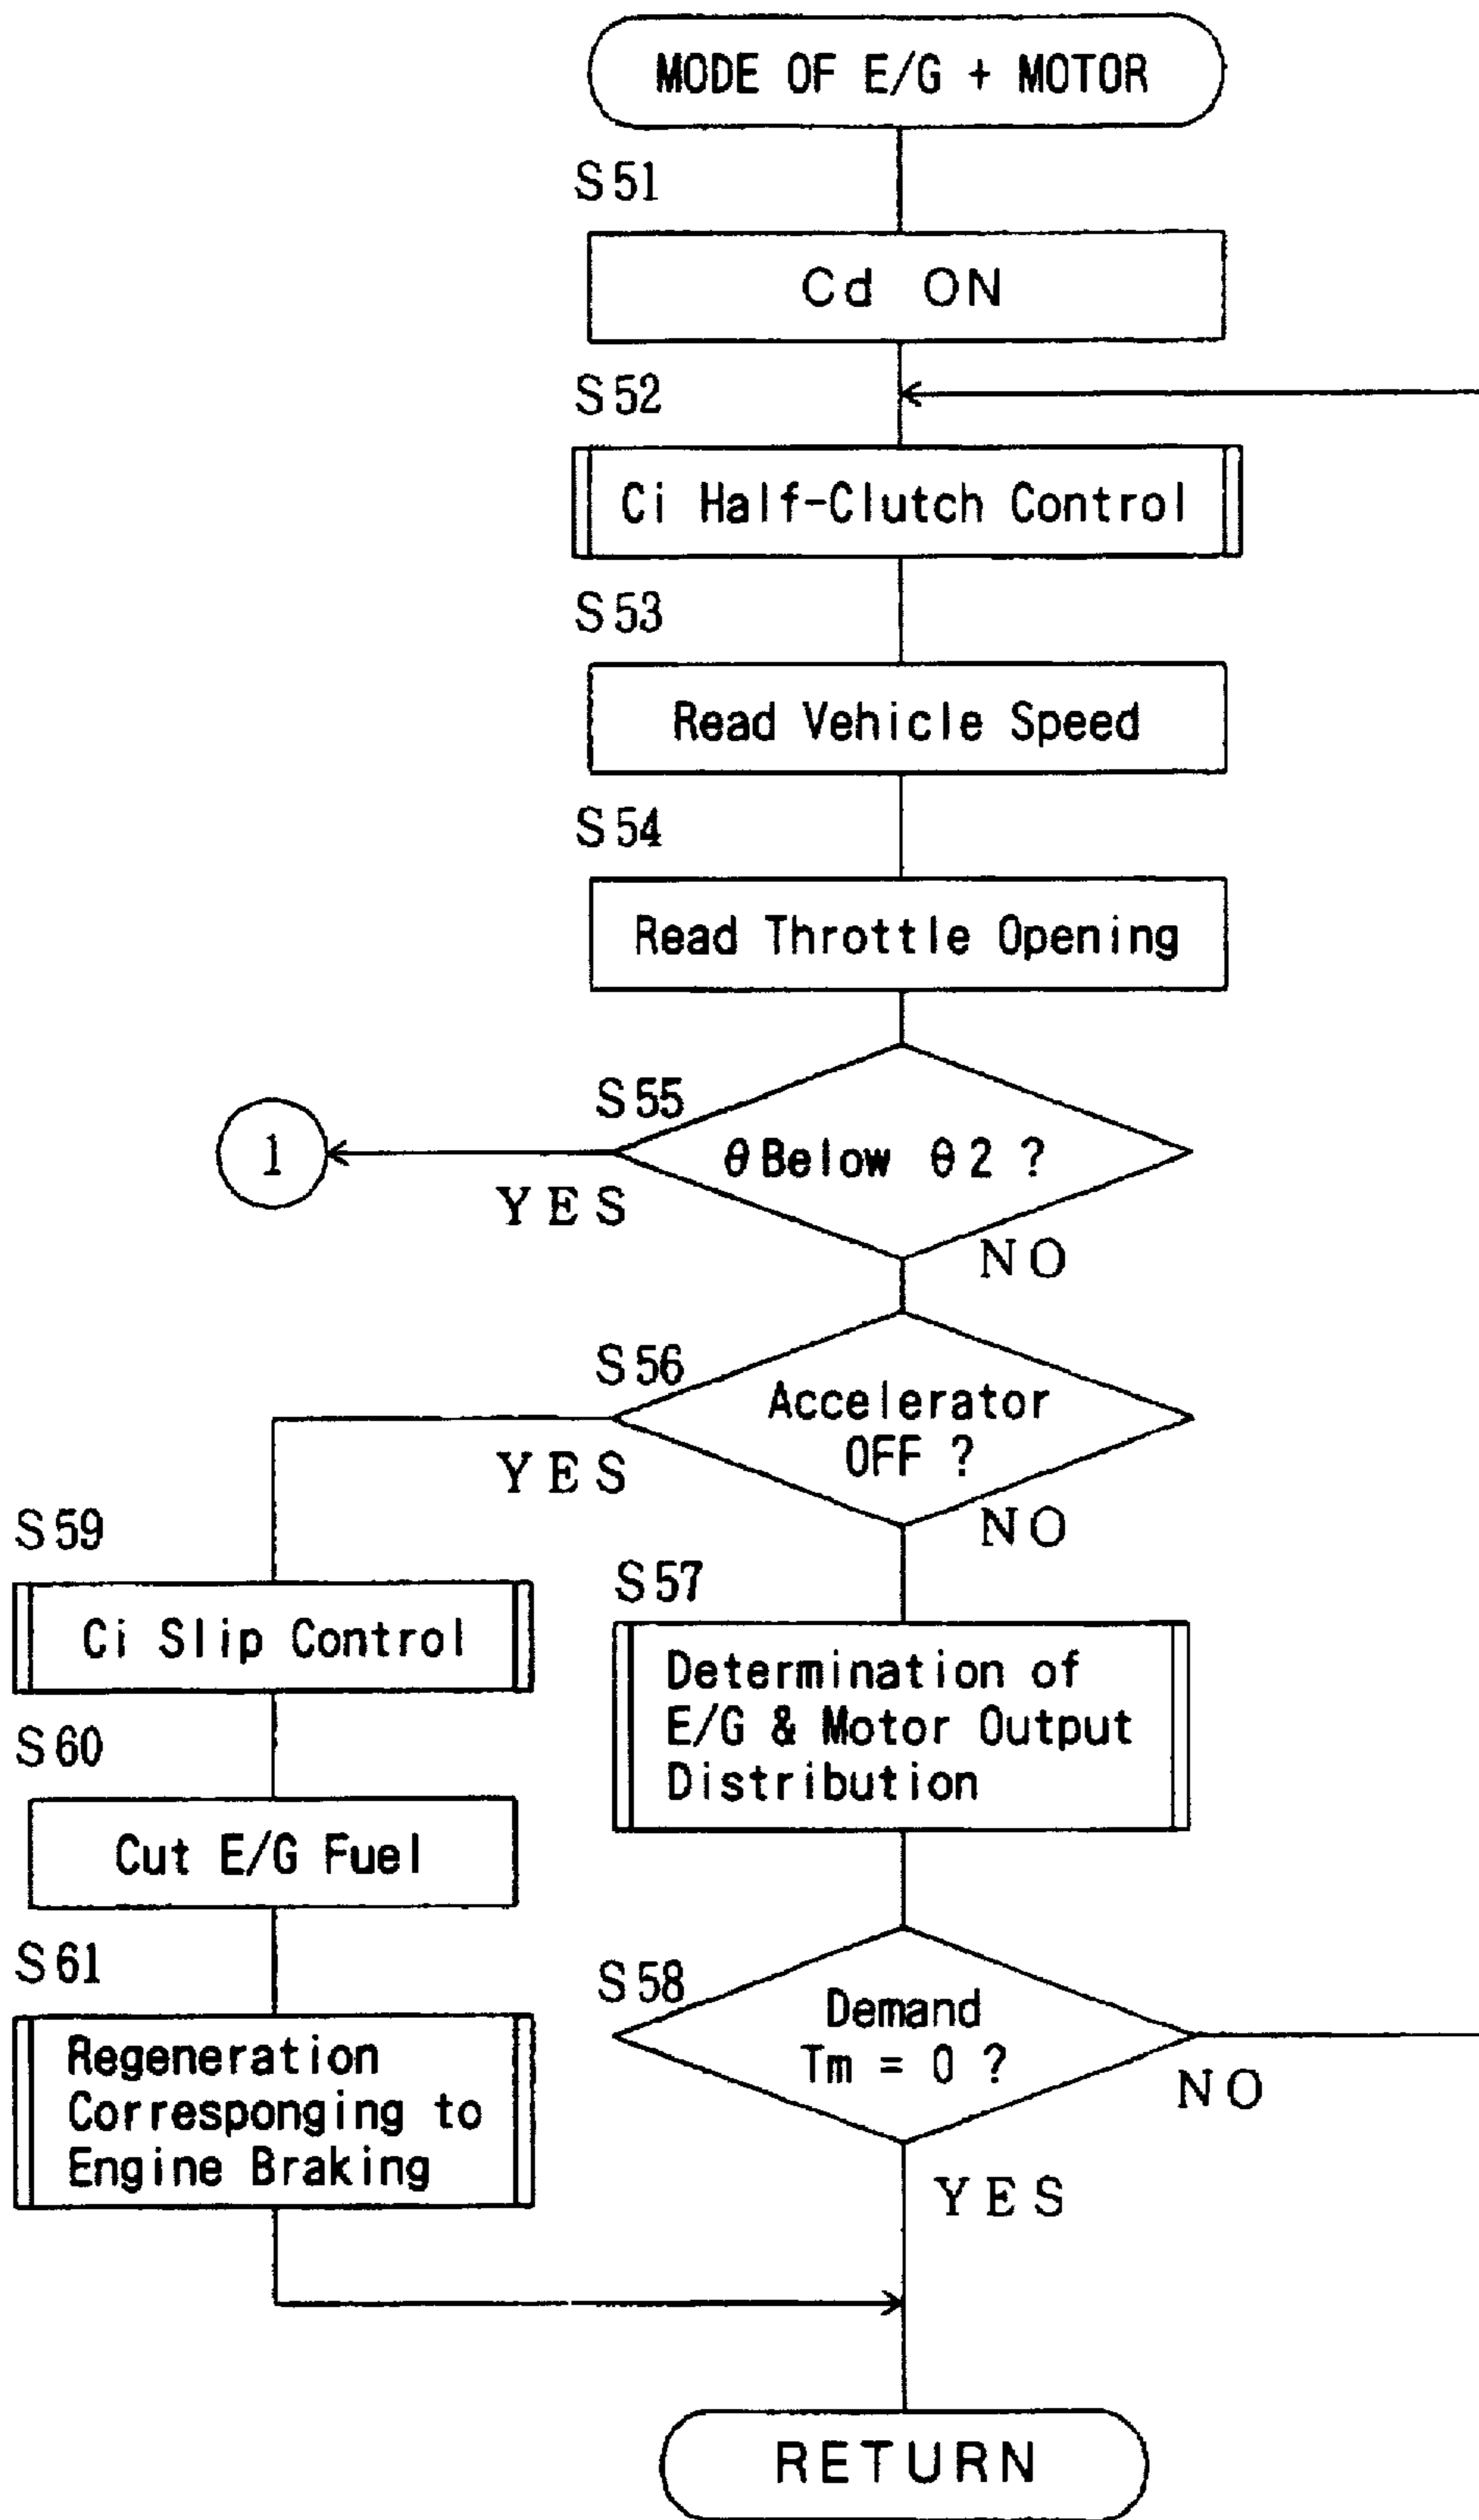 MODE OF E/G + MOTOR
S51
Cd ON
S52
Ci Half-Clutch Control
S53
Read Vehicle Speed
S54
Read Throttle Opening
S55
θ Below θ2 ?
1
YES
NO
S56
Accelerator
OFF ?
YES
NO
S59
Ci Slip Control
S57
Determination of
E/G & Motor Output
Distribution
S60
Cut E/G Fuel
S61
Regeneration
Corresponging to
Engine Braking
S58
Demand
Tm = 0 ?
NO
YES
RETURN